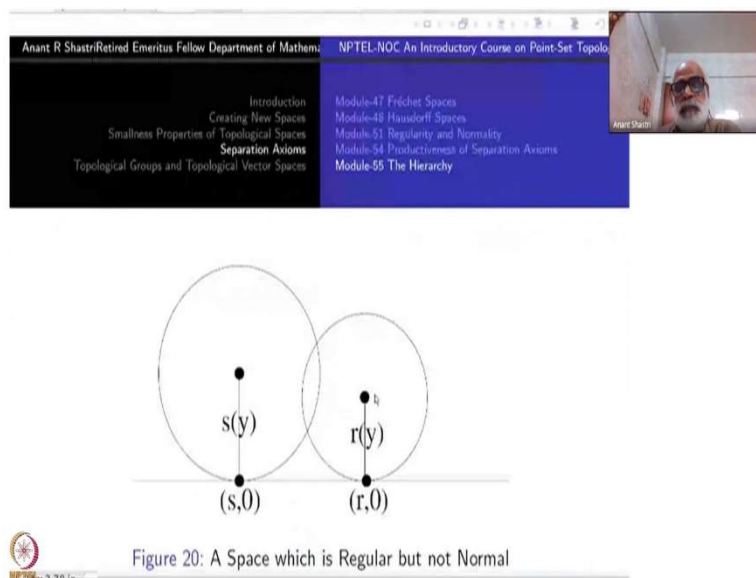 Anant R ShastriRetired Emeritus Fellow Department of Mathema
NPTEL-NOC An Introductory Course on Point-Set Topolo
Introduction
Creating New Spaces
Smallness Properties of Topological Spaces
Separation Axioms
Topological Groups and Topological Vector Spaces
Module-47 Fréchet Spaces
Module-48 Hausdorff Spaces
Module-51 Regularity and Normality
Module-54 Productiveness of Separation Axioms
Module-55 The Hierarchy
Anant Shastri
s(y)
r(y)
(s,0)
(r,0)
Figure 20: A Space which is Regular but not Normal